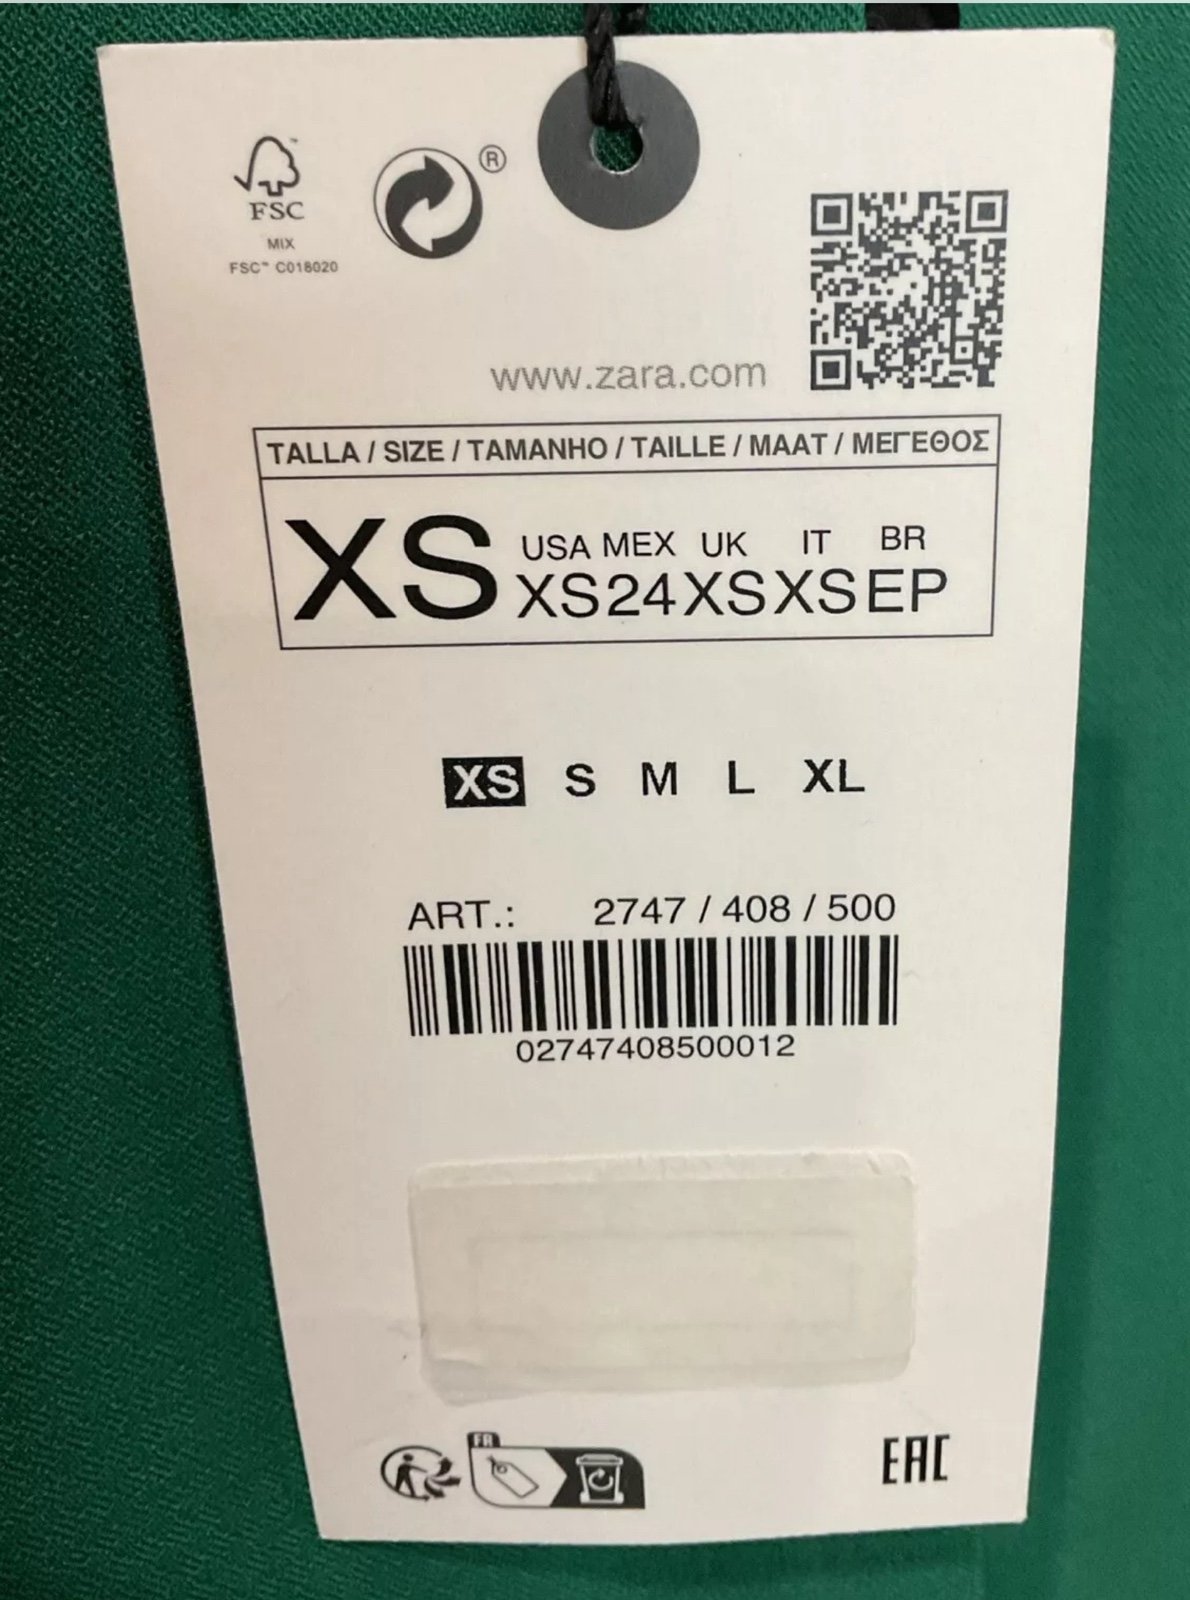 FSC
MIX
FSC™ C018020
®
www.zara.com
TALLA / SIZE / TAMANHO / TAILLE / MAAT / ΜΕΓΕΘΟΣ
XS
USA MEX UK IT BR
XS 24 XS XS EP
XS S M L XL
ART.: 2747 / 408 / 500
02747408500012
FR
EAC